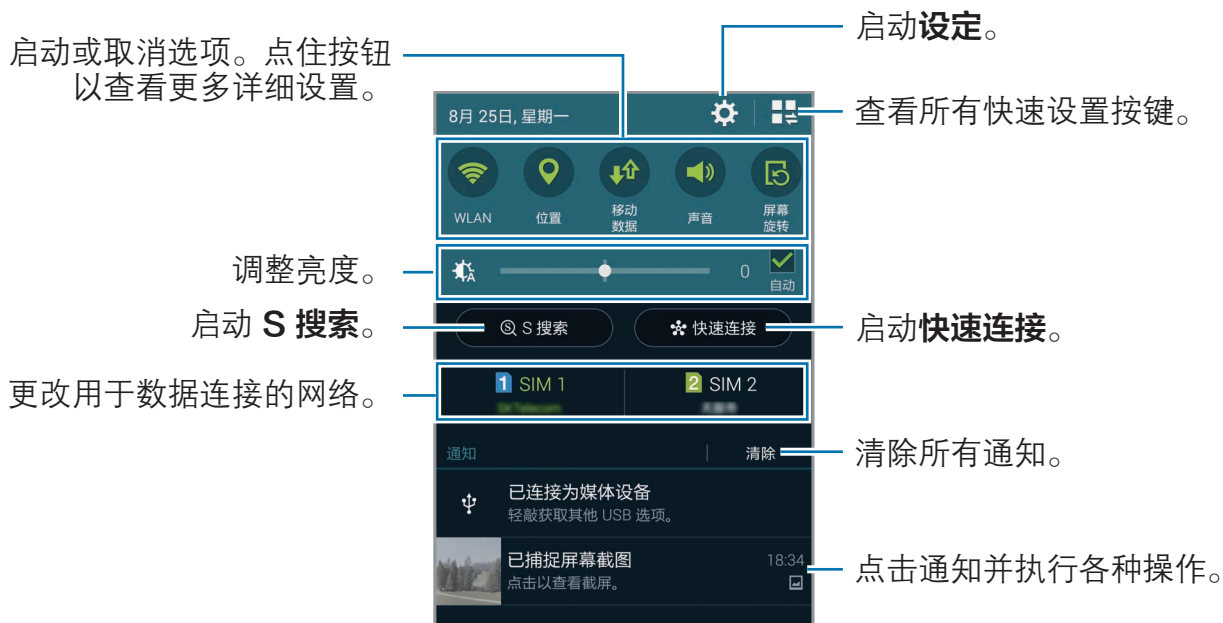 启动设定。
启动或取消选项。点住按钮
以查看更多详细设置。
8月 25日, 星期一
查看所有快速设置按键。
WLAN
位置
移动
数据
声音
屏幕
旋转
调整亮度。
0
自动
启动 S 搜索。
S 搜索
快速连接
启动快速连接。
更改用于数据连接的网络。
1 SIM 1
2 SIM 2
SKTelecom
通知
清除
清除所有通知。
已连接为媒体设备
轻敲获取其他 USB 选项。
已捕捉屏幕截图
18:34
点击以查看截屏。
点击通知并执行各种操作。